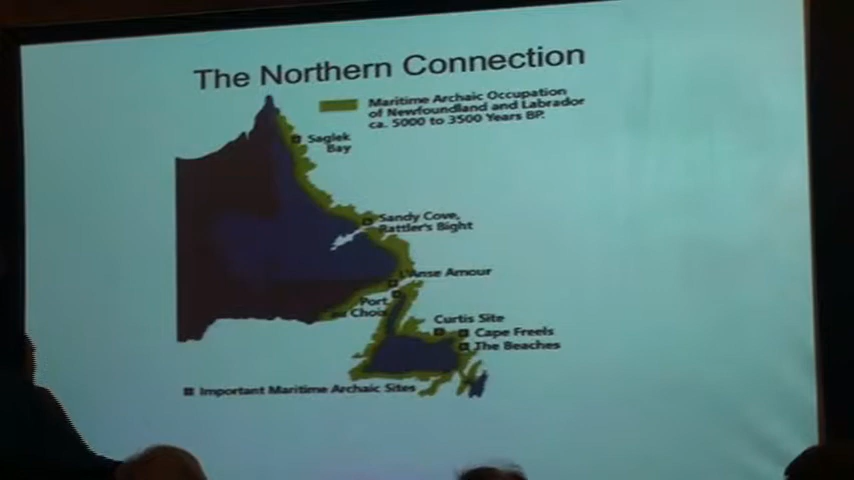 The Northern Connection
Maritime Archaic Occupation
of Newfoundland and Labrador
ca. 5000 to 3500 Years BP.
Saglek
Bay
Sandy Cove,
Rattler's Bight
L'Anse Amour
Port
au Choix
Curtis Site
Cape Freels
The Beaches
Important Maritime Archaic Sites